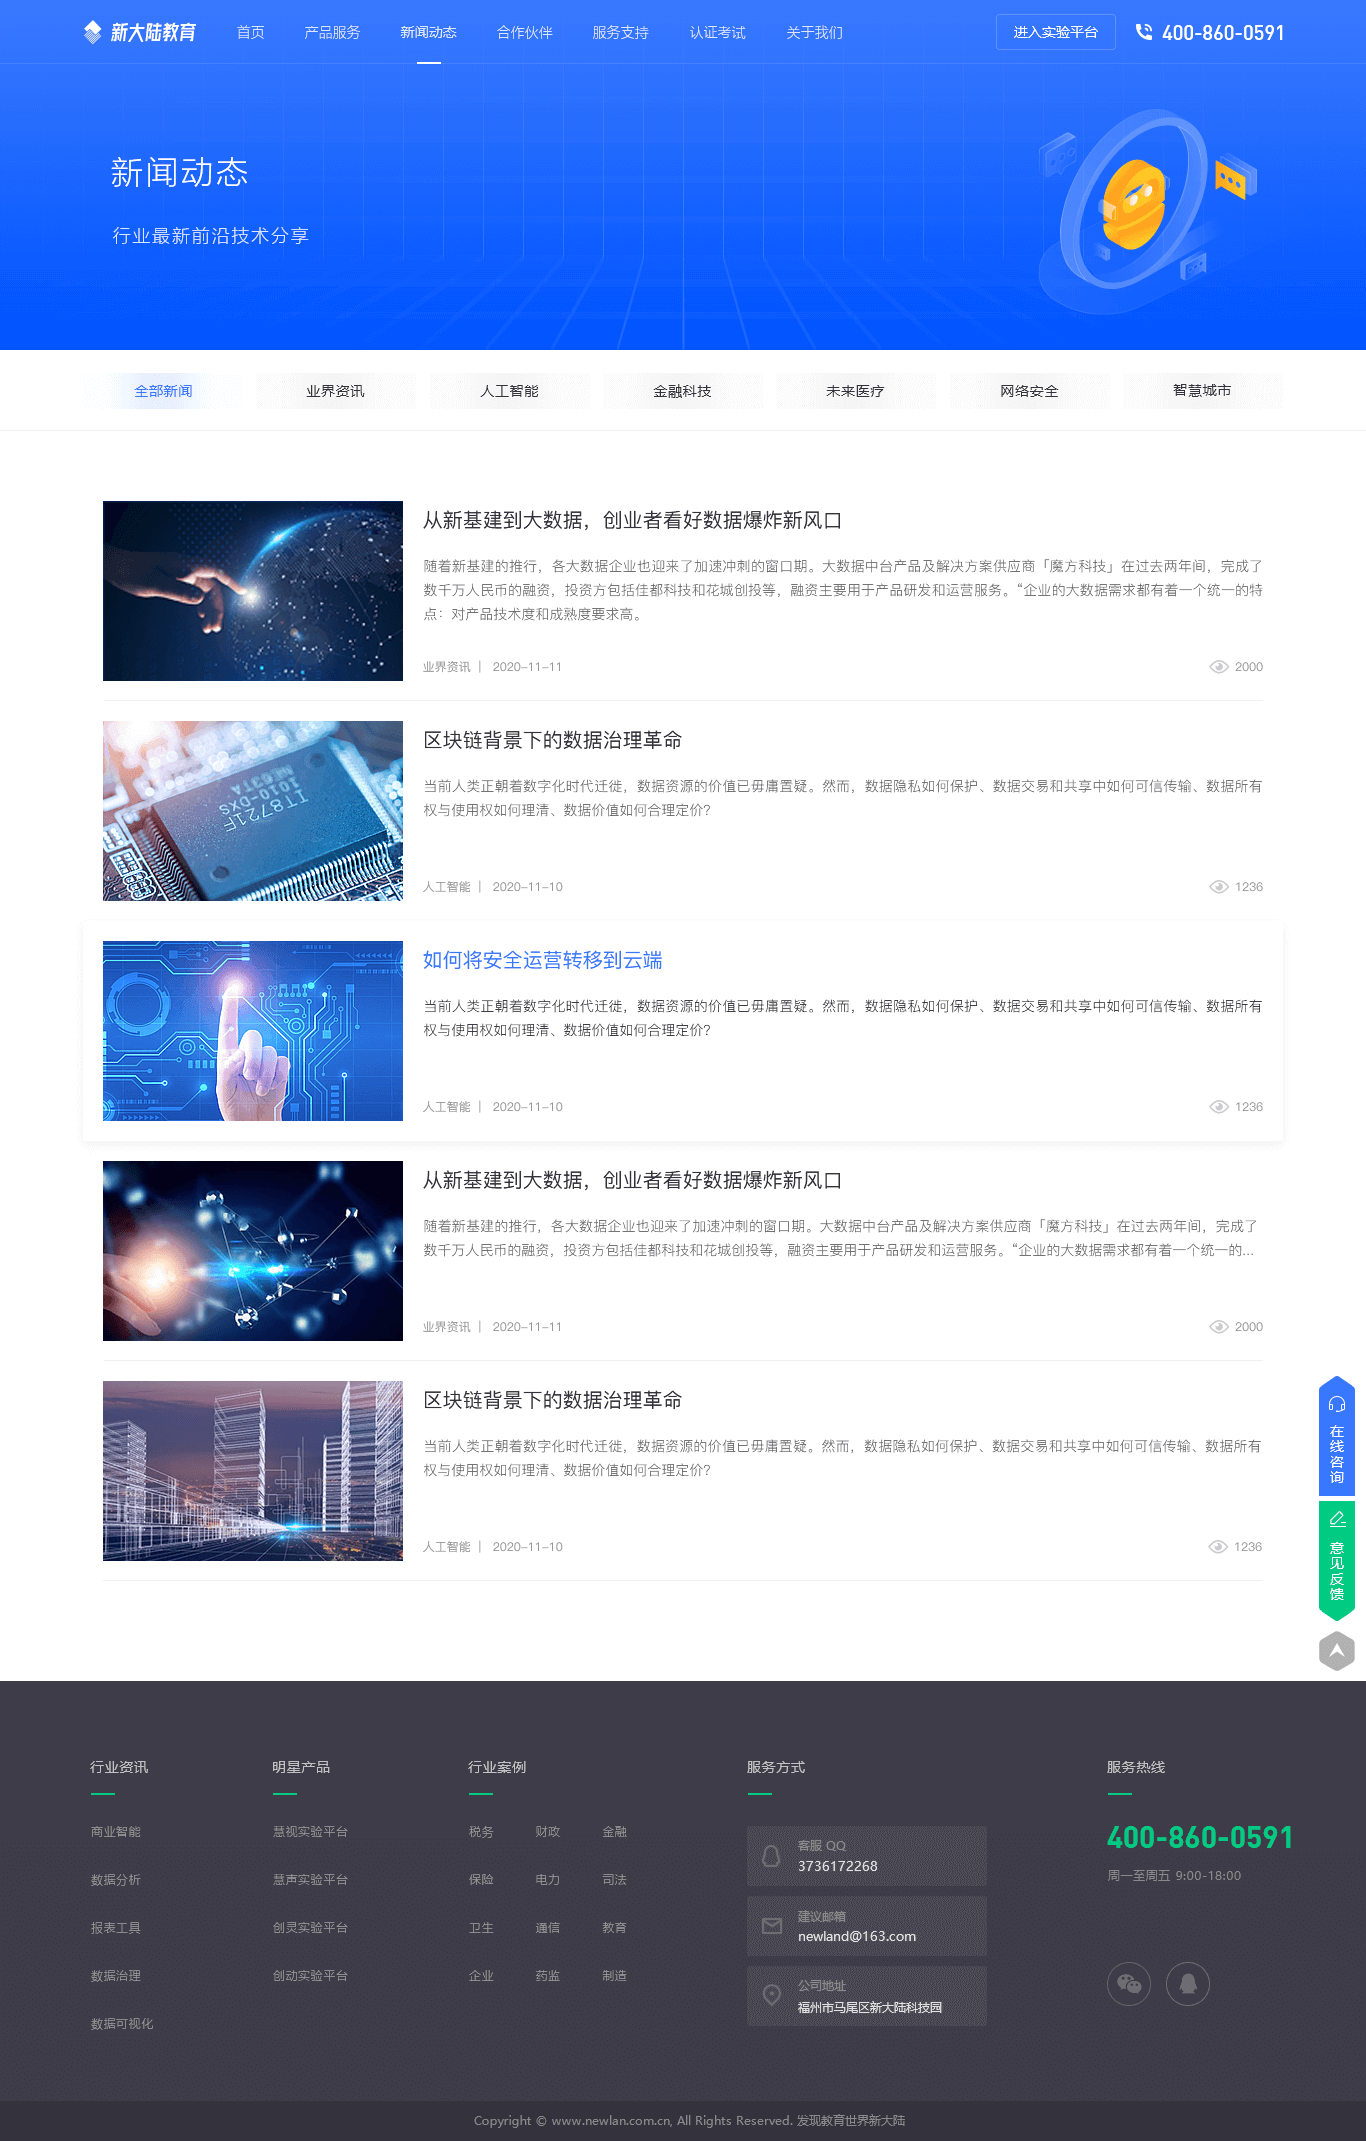 新大陆教育
首页
产品服务
新闻动态
合作伙伴
服务支持
认证考试
关于我们
进入实验平台
400-860-0591
新闻动态
行业最新前沿技术分享
全部新闻
业界资讯
人工智能
金融科技
未来医疗
网络安全
智慧城市
从新基建到大数据，创业者看好数据爆炸新风口
随着新基建的推行，各大数据企业也迎来了加速冲刺的窗口期。大数据中台产品及解决方案供应商「魔方科技」在过去两年间，完成了
数千万人民币的融资，投资方包括佳都科技和花城创投等，融资主要用于产品研发和运营服务。“企业的大数据需求都有着一个统一的特
点：对产品技术度和成熟度要求高。
业界资讯 | 2020-11-11
2000
IT8721F
1010-DXS
区块链背景下的数据治理革命
当前人类正朝着数字化时代迁徙，数据资源的价值已毋庸置疑。然而，数据隐私如何保护、数据交易和共享中如何可信传输、数据所有
权与使用权如何理清、数据价值如何合理定价？
人工智能 | 2020-11-10
1236
如何将安全运营转移到云端
当前人类正朝着数字化时代迁徙，数据资源的价值已毋庸置疑。然而，数据隐私如何保护、数据交易和共享中如何可信传输、数据所有
权与使用权如何理清、数据价值如何合理定价？
人工智能 | 2020-11-10
1236
从新基建到大数据，创业者看好数据爆炸新风口
随着新基建的推行，各大数据企业也迎来了加速冲刺的窗口期。大数据中台产品及解决方案供应商「魔方科技」在过去两年间，完成了
数千万人民币的融资，投资方包括佳都科技和花城创投等，融资主要用于产品研发和运营服务。“企业的大数据需求都有着一个统一的...
业界资讯 | 2020-11-11
2000
区块链背景下的数据治理革命
当前人类正朝着数字化时代迁徙，数据资源的价值已毋庸置疑。然而，数据隐私如何保护、数据交易和共享中如何可信传输、数据所有
权与使用权如何理清、数据价值如何合理定价？
人工智能 | 2020-11-10
1236
在线咨询
意见反馈
行业资讯
商业智能
数据分析
报表工具
数据治理
数据可视化
明星产品
慧视实验平台
慧声实验平台
创灵实验平台
创动实验平台
行业案例
税务 财政 金融
保险 电力 司法
卫生 通信 教育
企业 药监 制造
服务方式
客服 QQ
3736172268
建议邮箱
newland@163.com
公司地址
福州市马尾区新大陆科技园
服务热线
400-860-0591
周一至周五 9:00-18:00
Copyright © www.newlan.com.cn, All Rights Reserved. 发现教育世界新大陆